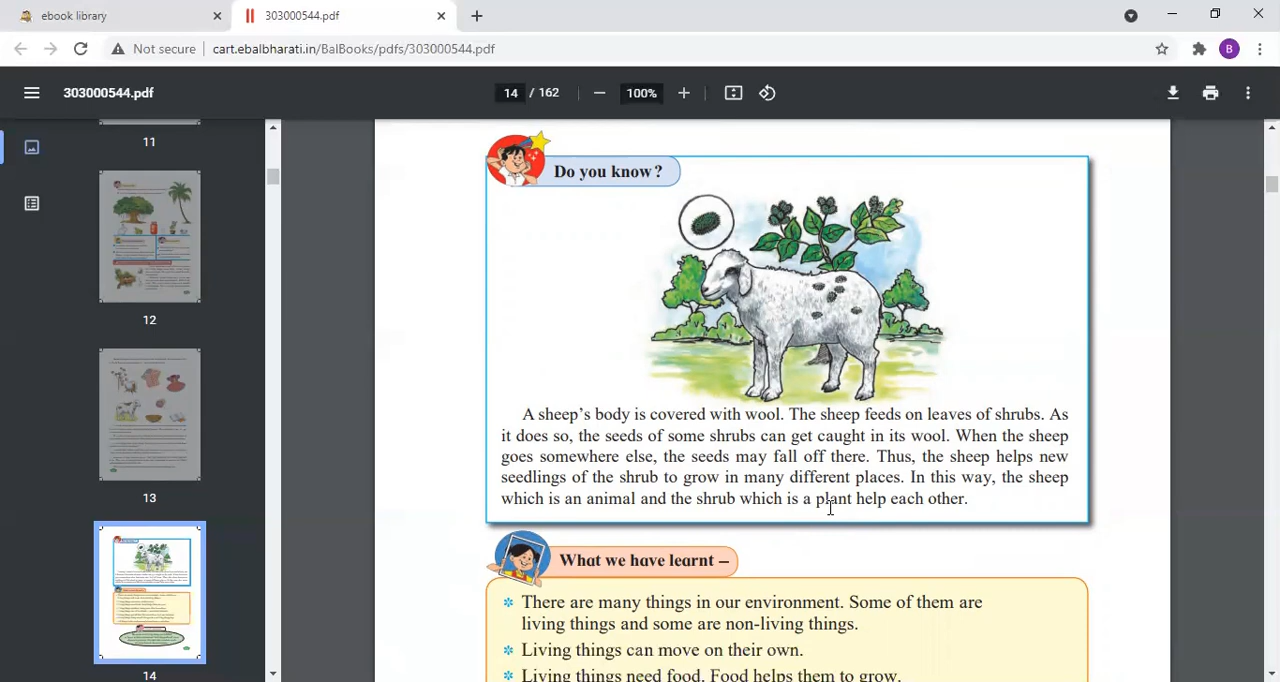 ebook library
303000544.pdf
Not secure
cart.ebalbharati.in/BalBooks/pdfs/303000544.pdf
B
303000544.pdf
14 / 162
100%
11
12
13
14
Do you know?
A sheep's body is covered with wool. The sheep feeds on leaves of shrubs. As
it does so, the seeds of some shrubs can get caught in its wool. When the sheep
goes somewhere else, the seeds may fall off there. Thus, the sheep helps new
seedlings of the shrub to grow in many different places. In this way, the sheep
which is an animal and the shrub which is a plant help each other.
What we have learnt –
There are many things in our environment. Some of them are
living things and some are non-living things.
Living things can move on their own.
Living things need food. Food helps them to grow.